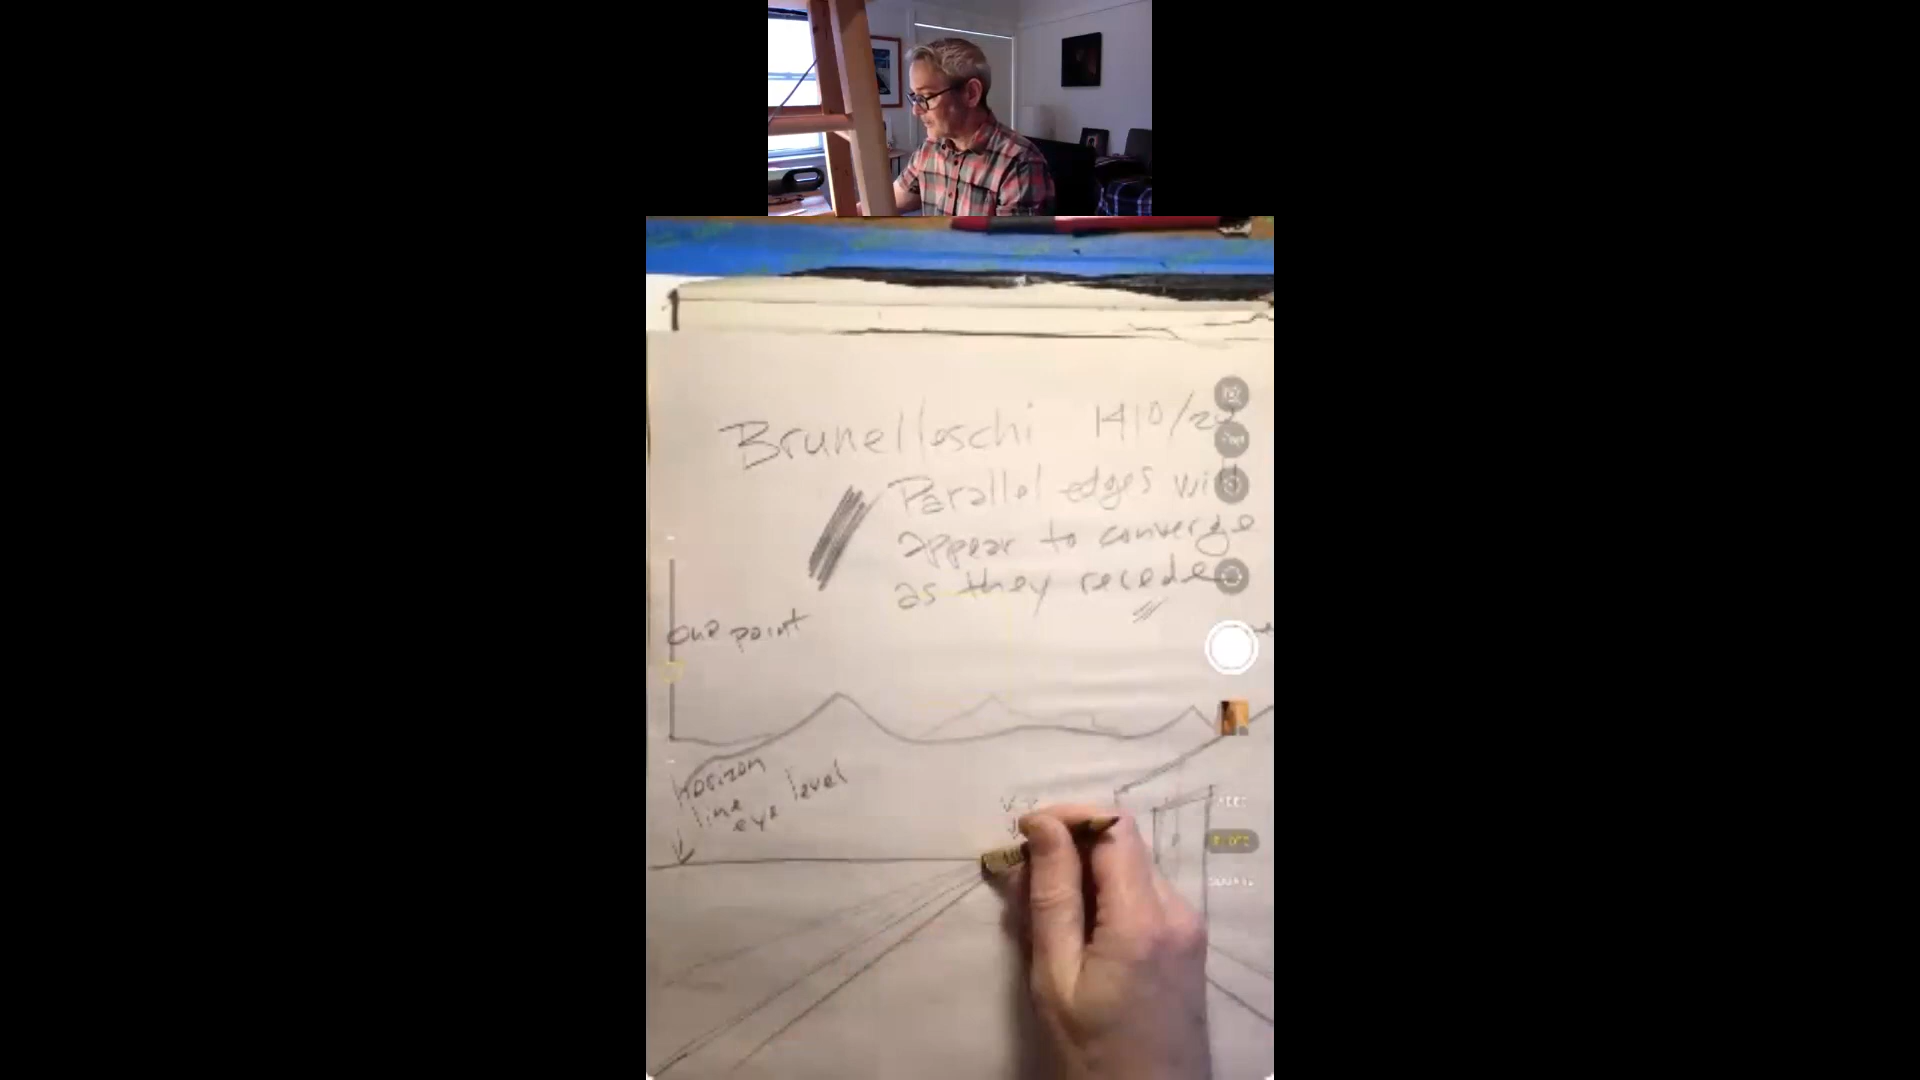 Brunelleschi 1410/20
Parallel edges will
appear to converge
as they recede
one point
horizon
line
eye level